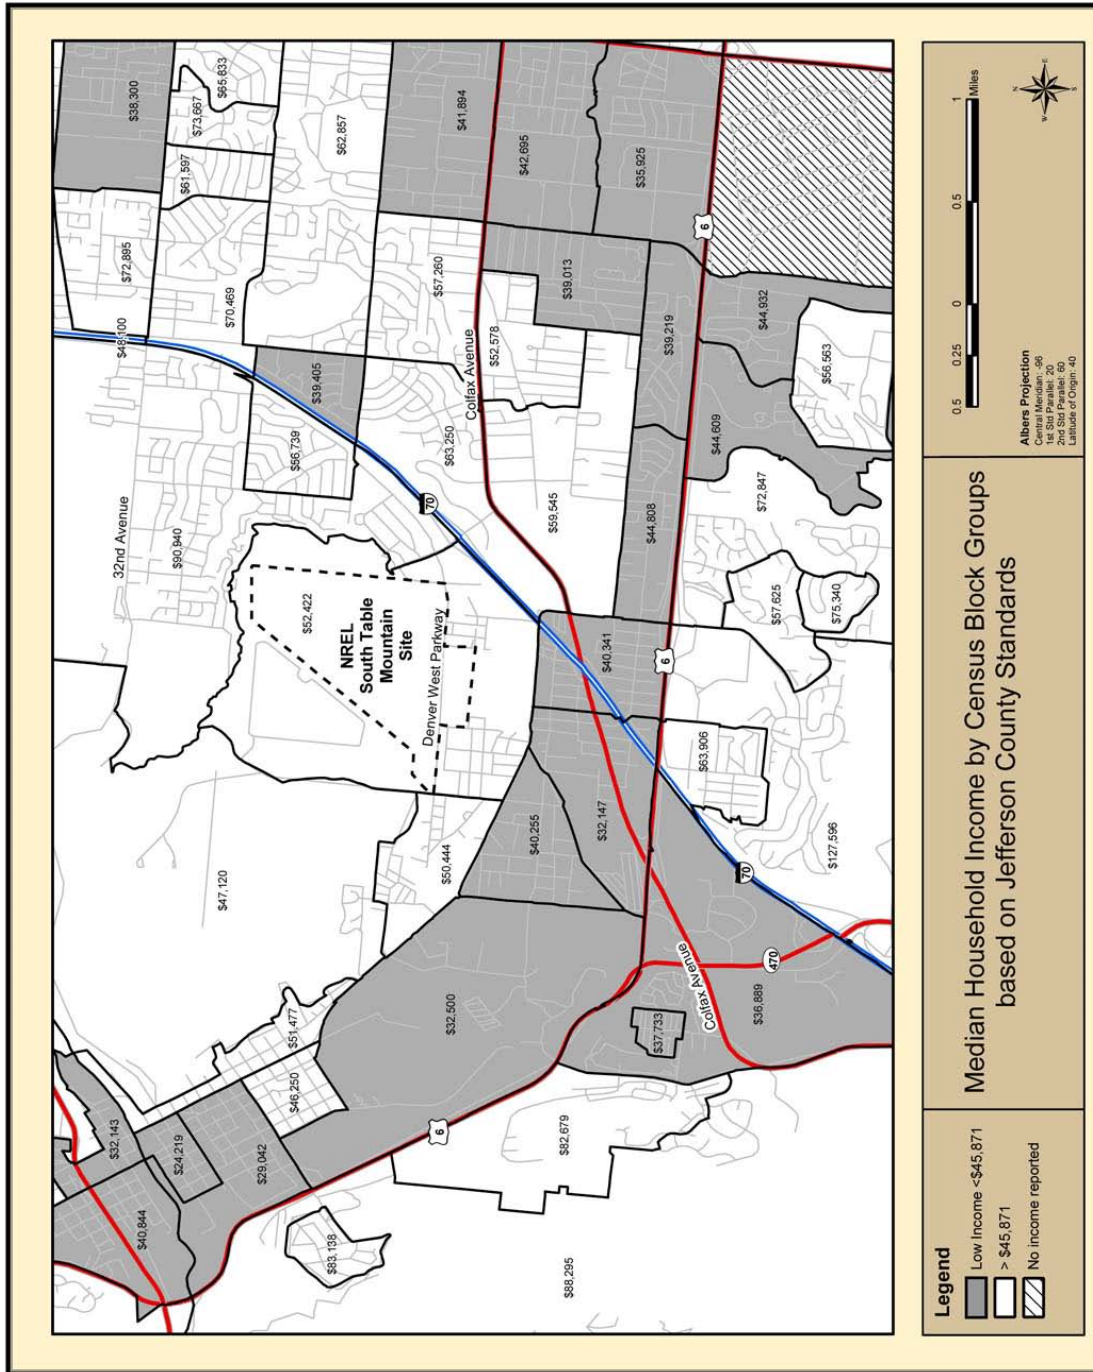 $38,300
$65,833
$73,667
$61,597
$62,857
$41,894
$42,695
$35,925
$72,895
$70,469
$57,260
$39,013
6
$39,219
$44,932
$48,100
$39,405
Colfax Avenue
$52,578
$56,563
$56,739
$63,250
$44,609
70
$72,847
32nd Avenue
$90,940
$59,545
$44,808
$52,422
NREL
South Table
Mountain
Site
Denver West Parkway
$57,625
$75,340
$40,341
6
$63,906
$47,120
$50,444
$40,255
$32,147
$127,596
70
$51,477
$46,250
$32,500
Colfax Avenue
470
$37,733
$36,889
$32,143
$24,219
$29,042
$40,844
6
$82,679
$83,138
$88,295
Legend
Low Income <$45,871
> $45,871
No income reported
Median Household Income by Census Block Groups
based on Jefferson County Standards
0.5 0.25 0 0.5 1
Miles
Albers Projection
Central Meridian: -96
1st Std Parallel: 20
2nd Std Parallel: 60
Latitude of Origin: 40
N
W E
S